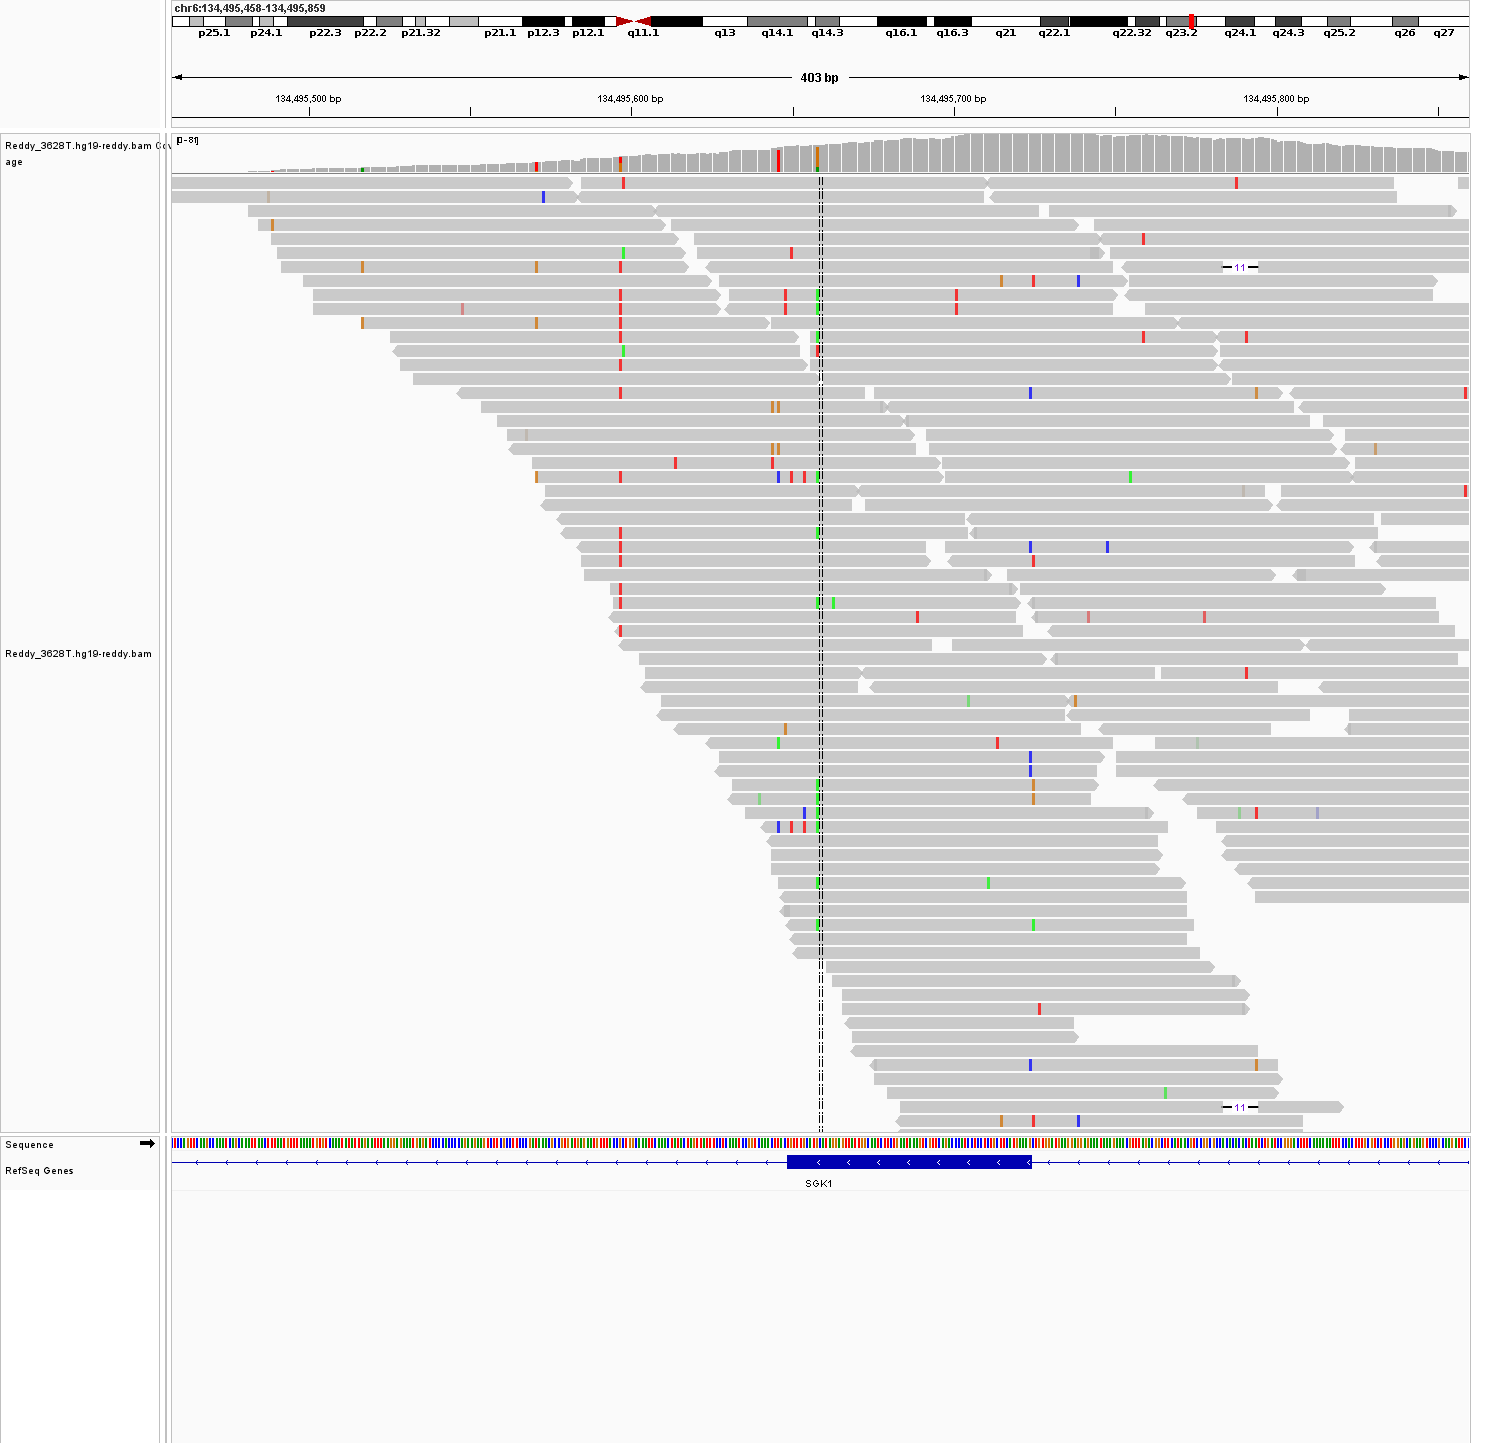 chr6:134,495,458-134,495,859
p25.1 p24.1 p22.3 p22.2 p21.32 p21.1 p12.3 p12.1 q11.1 q13 q14.1 q14.3 q16.1 q16.3 q21 q22.1 q22.32 q23.2 q24.1 q24.3 q25.2 q26 q27
403 bp
134,495,500 bp 134,495,600 bp 134,495,700 bp 134,495,800 bp
Reddy_3628T.hg19-reddy.bam Cov
age
[0-81]
11
Reddy_3628T.hg19-reddy.bam
11
Sequence
RefSeq Genes
SGK1